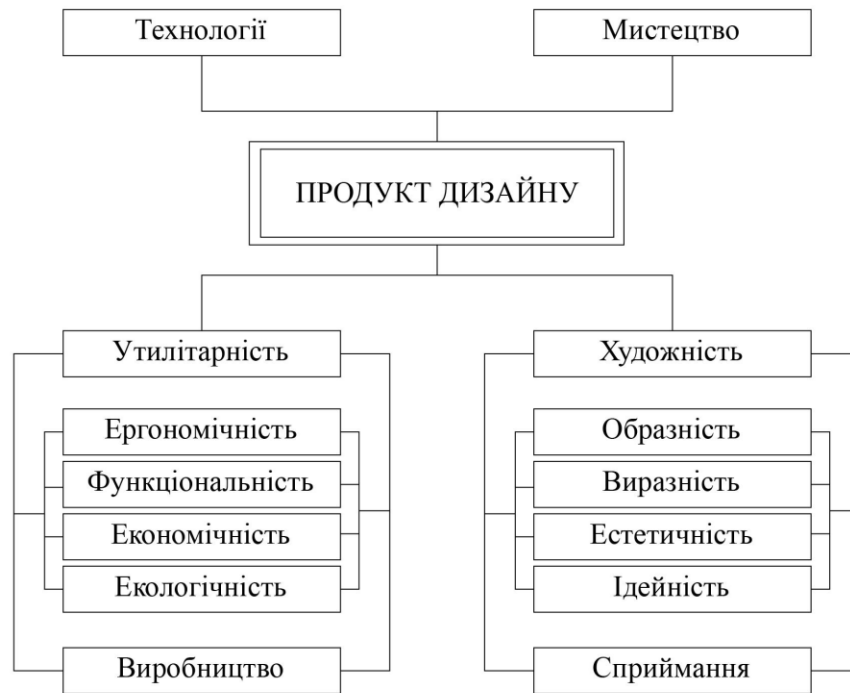 Технології
Мистецтво
ПРОДУКТ ДИЗАЙНУ
Утилітарність
Ергономічність
Функціональність
Економічність
Екологічність
Виробництво
Художність
Образність
Виразність
Естетичність
Ідейність
Сприймання